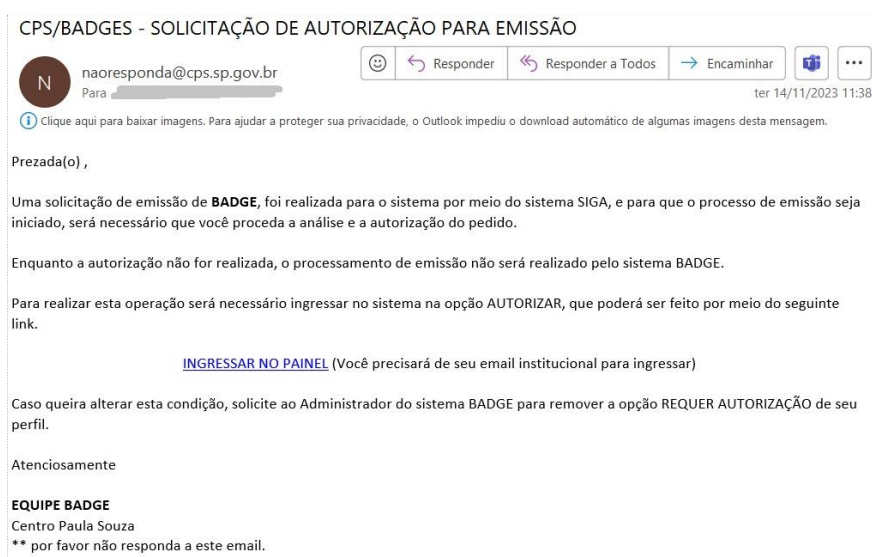 CPS/BADGES - SOLICITAÇÃO DE AUTORIZAÇÃO PARA EMISSÃO
N
naoresponda@cps.sp.gov.br
Para
Responder
Responder a Todos
Encaminhar
ter 14/11/2023 11:38
Clique aqui para baixar imagens. Para ajudar a proteger sua privacidade, o Outlook impediu o download automático de algumas imagens desta mensagem.
Prezada(o) ,
Uma solicitação de emissão de BADGE, foi realizada para o sistema por meio do sistema SIGA, e para que o processo de emissão seja
iniciado, será necessário que você proceda a análise e a autorização do pedido.
Enquanto a autorização não for realizada, o processamento de emissão não será realizado pelo sistema BADGE.
Para realizar esta operação será necessário ingressar no sistema na opção AUTORIZAR, que poderá ser feito por meio do seguinte
link.
INGRESSAR NO PAINEL (Você precisará de seu email institucional para ingressar)
Caso queira alterar esta condição, solicite ao Administrador do sistema BADGE para remover a opção REQUER AUTORIZAÇÃO de seu
perfil.
Atenciosamente
EQUIPE BADGE
Centro Paula Souza
** por favor não responda a este email.